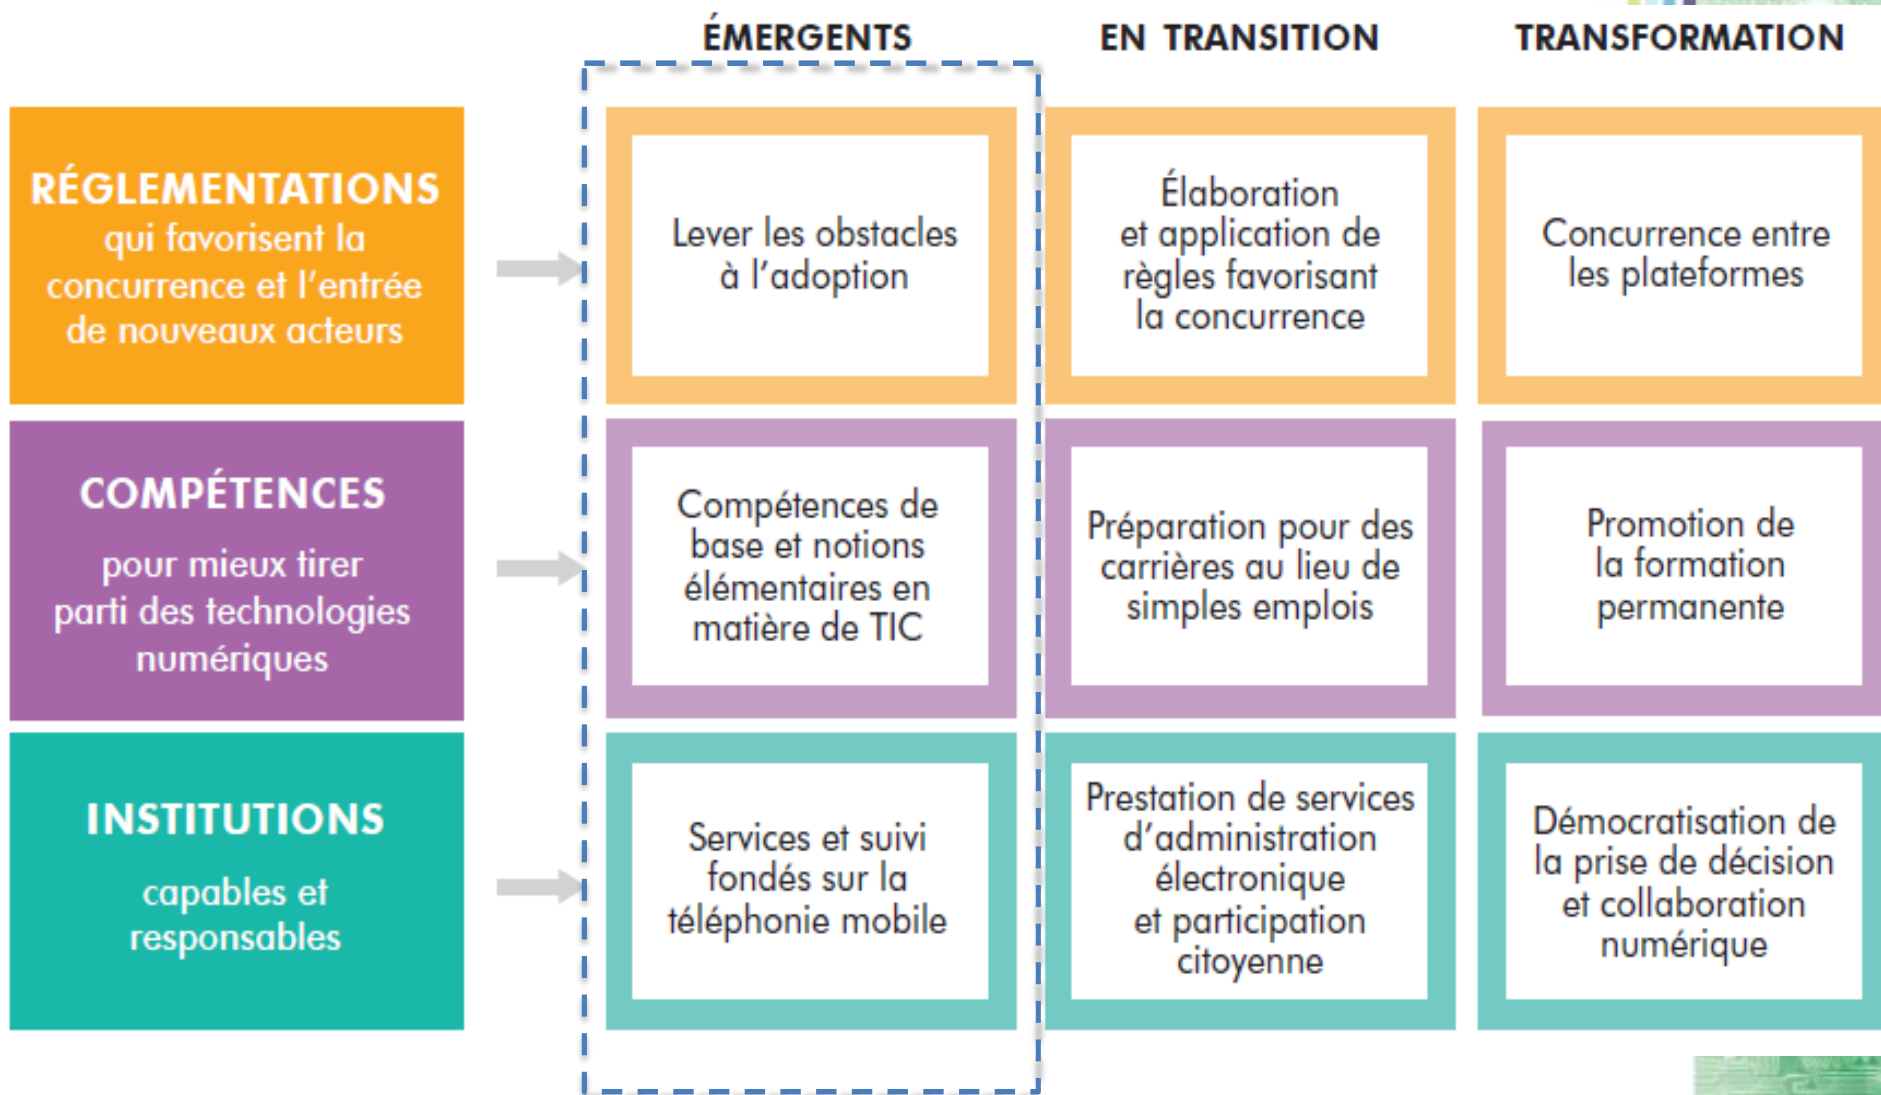 ÉMERGENTS
EN TRANSITION
TRANSFORMATION
RÉGLEMENTATIONS
qui favorisent la
concurrence et l’entrée
de nouveaux acteurs
Lever les obstacles
à l’adoption
Élaboration
et application de
règles favorisant
la concurrence
Concurrence entre
les plateformes
COMPÉTENCES
pour mieux tirer
parti des technologies
numériques
Compétences de
base et notions
élémentaires en
matière de TIC
Préparation pour des
carrières au lieu de
simples emplois
Promotion de
la formation
permanente
INSTITUTIONS
capables et
responsables
Services et suivi
fondés sur la
téléphonie mobile
Prestation de services
d’administration
électronique
et participation
citoyenne
Démocratisation de
la prise de décision
et collaboration
numérique